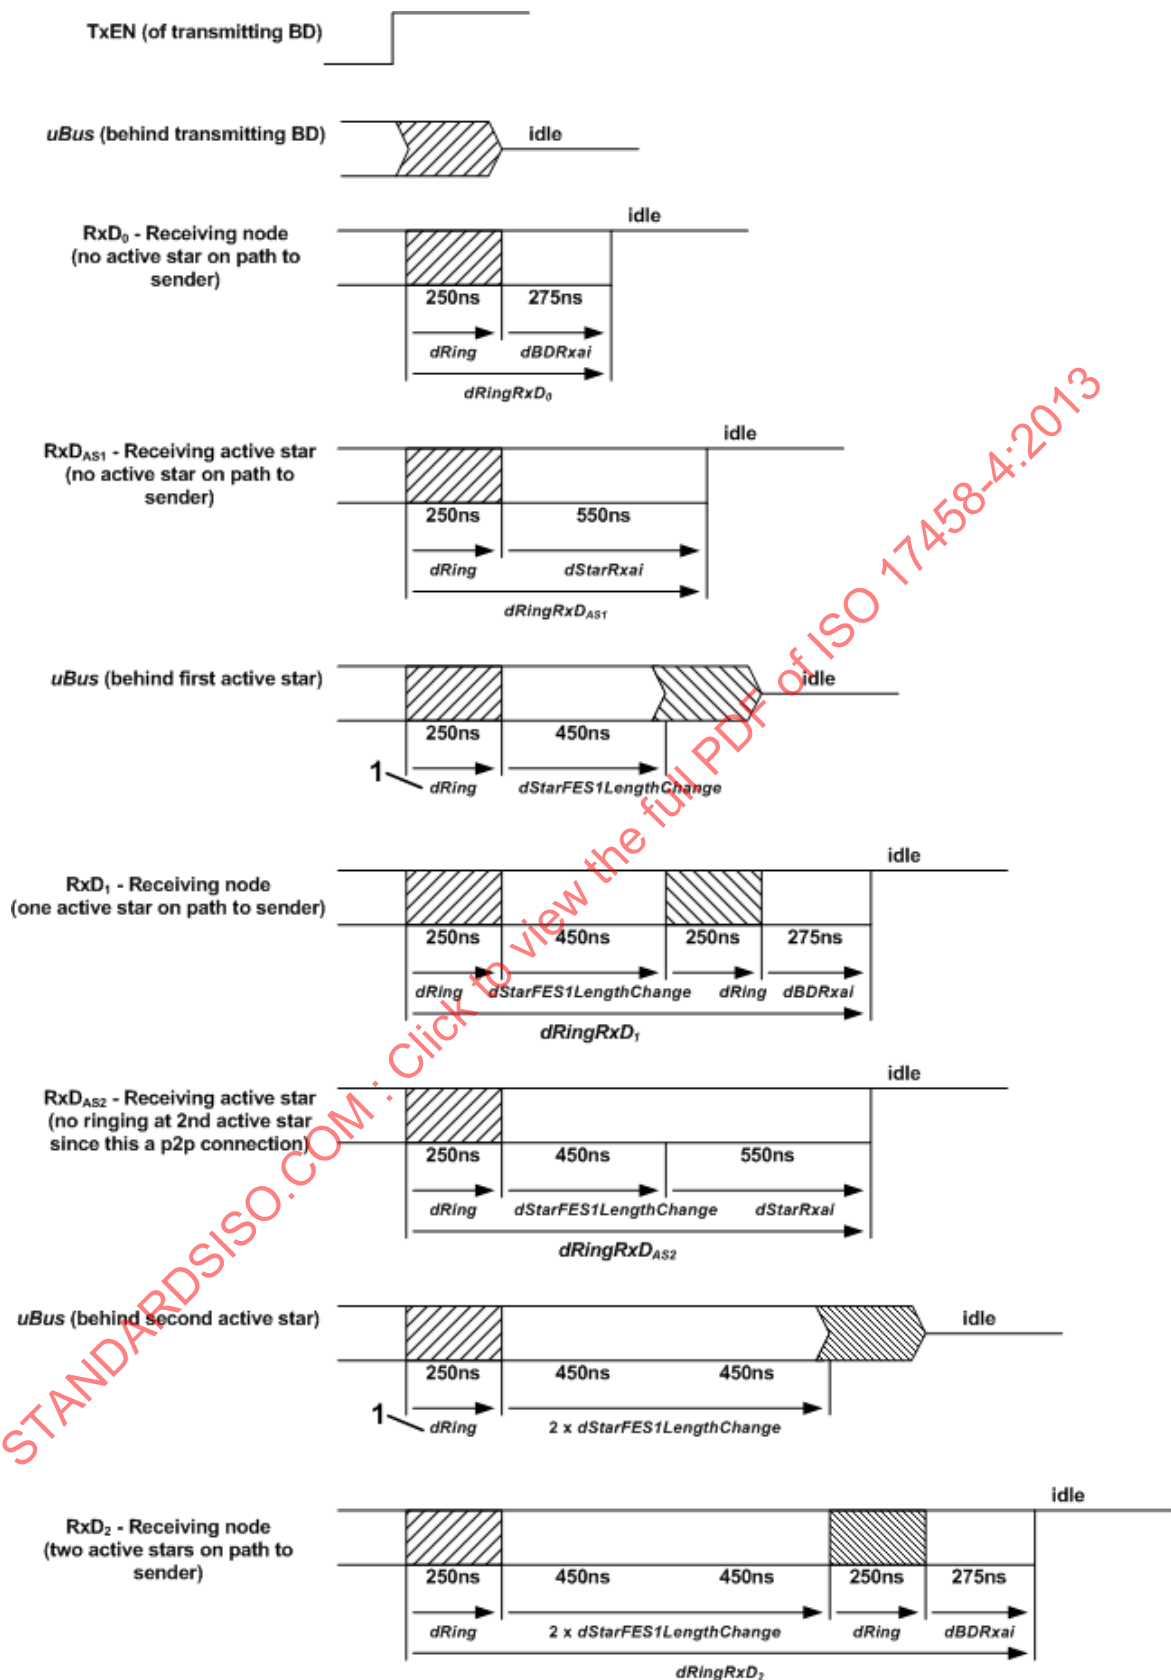 TxEN (of transmitting BD)
uBus (behind transmitting BD)
idle
idle
RxD₀ - Receiving node
(no active star on path to
sender)
250ns 275ns
dRing dBDRxai
dRingRxD₀
idle
RxD_AS1 - Receiving active star
(no active star on path to
sender)
250ns 550ns
dRing dStarRxai
dRingRxD_AS1
uBus (behind first active star)
idle
250ns 450ns
1
dRing dStarFES1LengthChange
idle
RxD₁ - Receiving node
(one active star on path to sender)
250ns 450ns 250ns 275ns
dRing dStarFES1LengthChange dRing dBDRxai
dRingRxD₁
idle
RxD_AS2 - Receiving active star
(no ringing at 2nd active star
since this a p2p connection)
250ns 450ns 550ns
dRing dStarFES1LengthChange dStarRxai
dRingRxD_AS2
uBus (behind second active star)
idle
250ns 450ns 450ns
1
dRing 2 x dStarFES1LengthChange
idle
RxD₂ - Receiving node
(two active stars on path to
sender)
250ns 450ns 450ns 250ns 275ns
dRing 2 x dStarFES1LengthChange dRing dBDRxai
dRingRxD₂
STANDARDSISO.COM : Click to view the full PDF of ISO 17458-4:2013